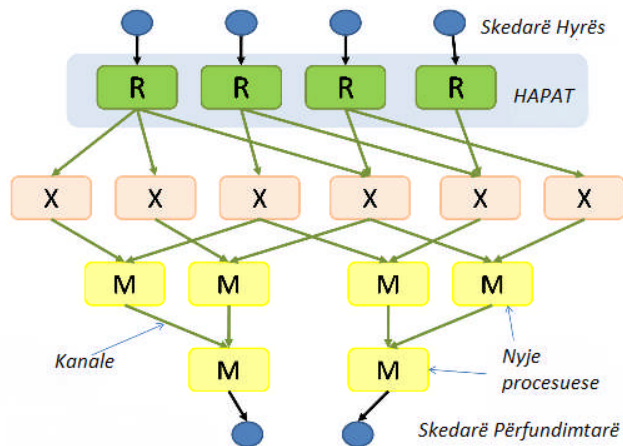 Skedarë Hyrës
R R R R
HAPAT
X X X X X X
M M M M
Kanale
M M
Nyje
procesuese
Skedarë Përfundimtarë